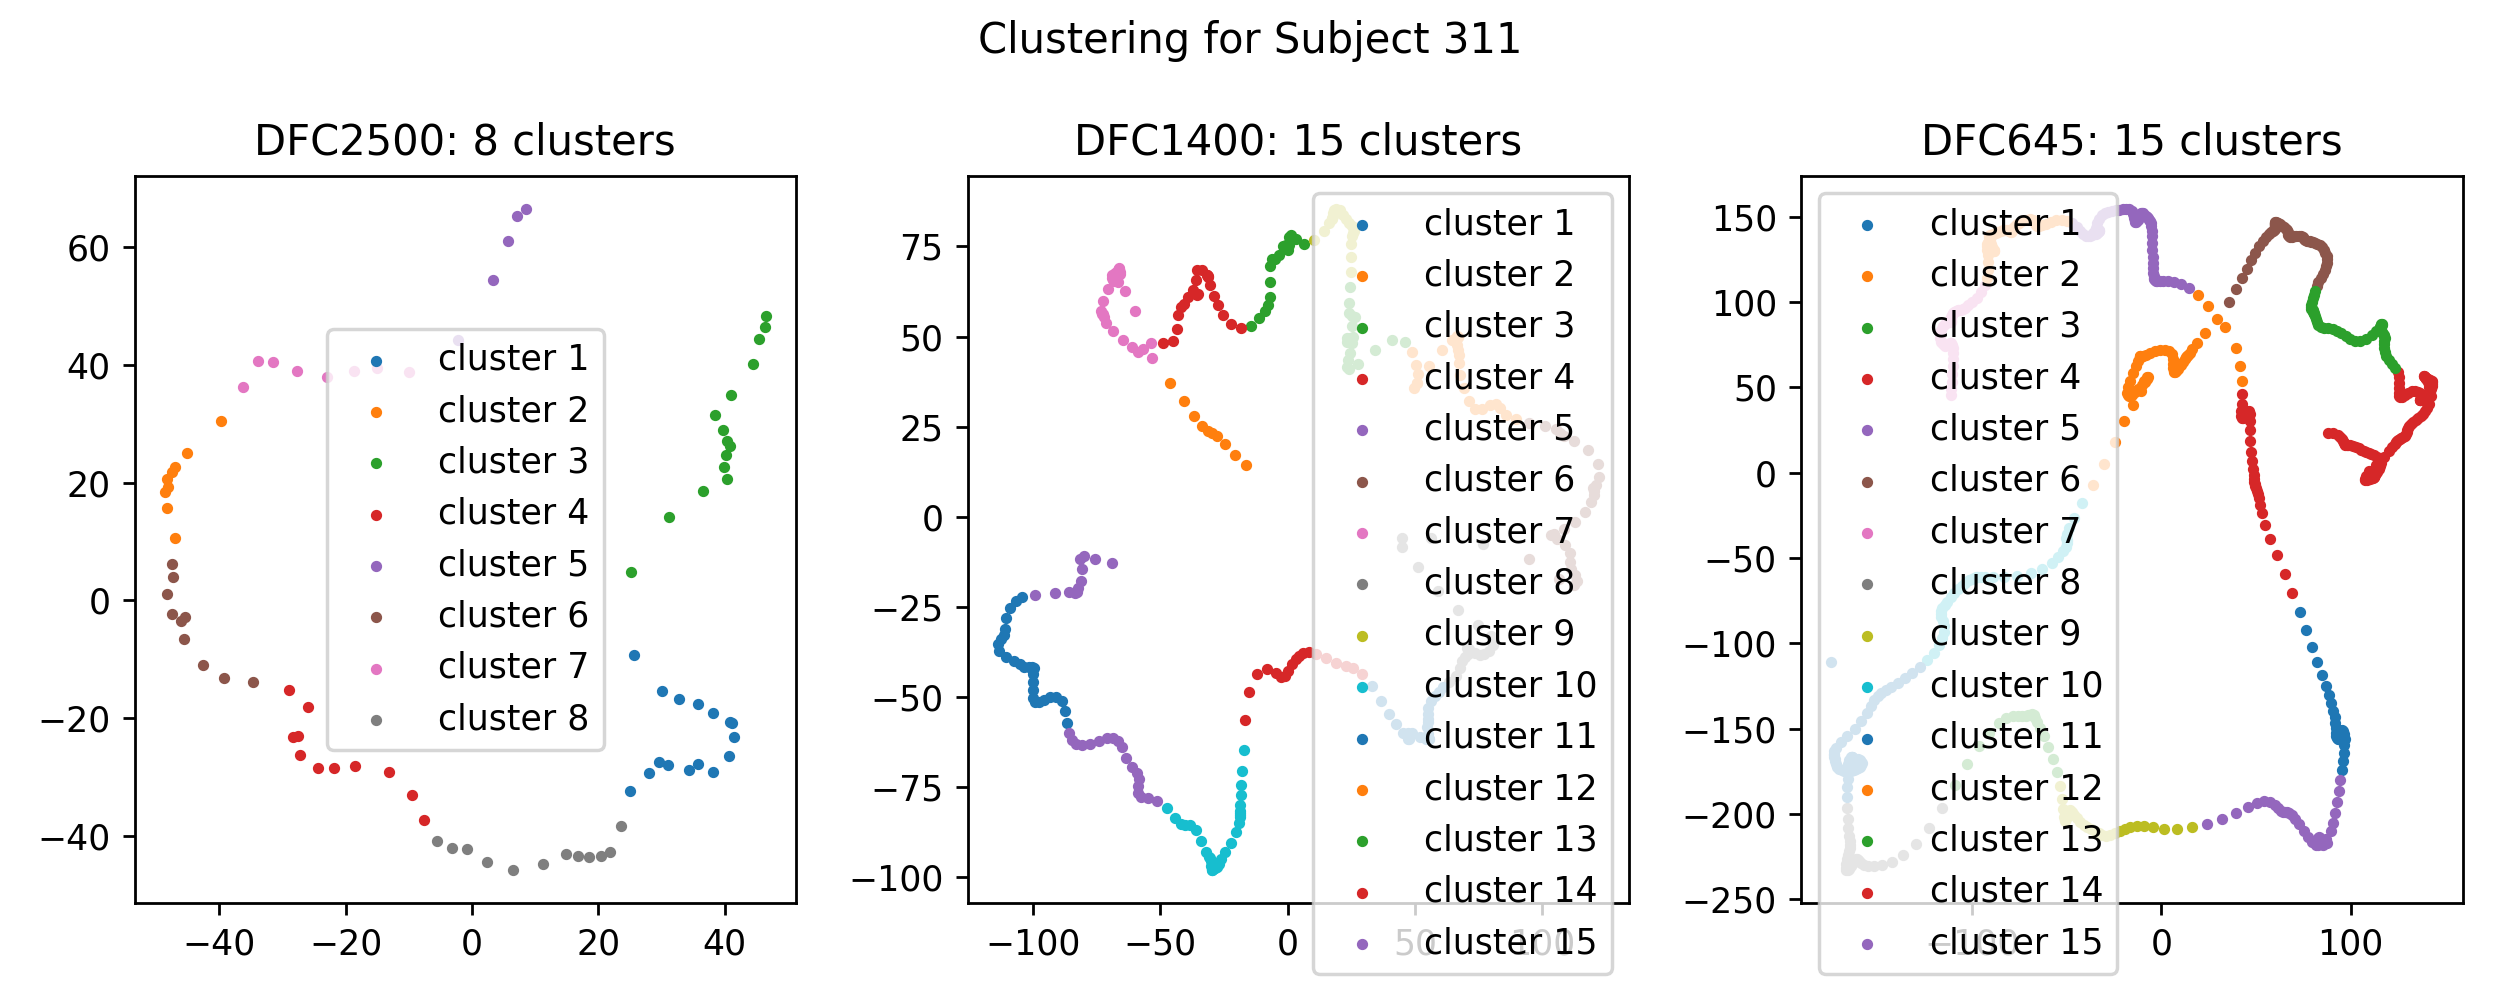 Clustering for Subject 311
DFC2500: 8 clusters
60
40
20
0
−20
−40
−40
−20
0
20
40
cluster 1
cluster 2
cluster 3
cluster 4
cluster 5
cluster 6
cluster 7
cluster 8
DFC1400: 15 clusters
75
50
25
0
−25
−50
−75
−100
−100
−50
0
50
100
cluster 1
cluster 2
cluster 3
cluster 4
cluster 5
cluster 6
cluster 7
cluster 8
cluster 9
cluster 10
cluster 11
cluster 12
cluster 13
cluster 14
cluster 15
DFC645: 15 clusters
150
100
50
0
−50
−100
−150
−200
−250
−100
0
100
cluster 1
cluster 2
cluster 3
cluster 4
cluster 5
cluster 6
cluster 7
cluster 8
cluster 9
cluster 10
cluster 11
cluster 12
cluster 13
cluster 14
cluster 15